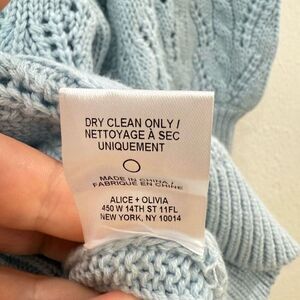 DRY CLEAN ONLY /
NETTOYAGE À SEC
UNIQUEMENT
MADE IN CHINA /
FABRIQUÉ EN CHINE
ALICE + OLIVIA
450 W 14TH ST 11FL
NEW YORK, NY 10014